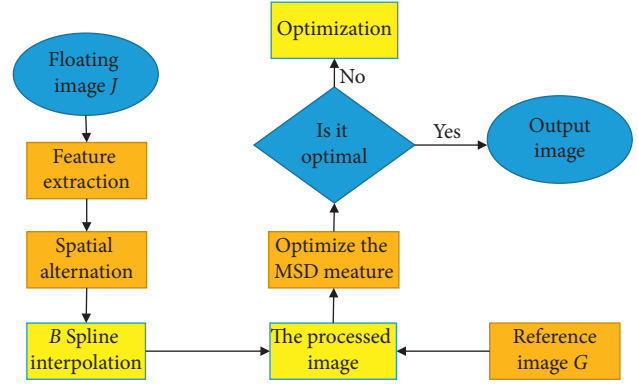 Floating
image J
Feature
extraction
Spatial
alternation
B Spline
interpolation
The processed
image
Reference
image G
Optimize the
MSD meature
Is it
optimal
No
Optimization
Yes
Output
image